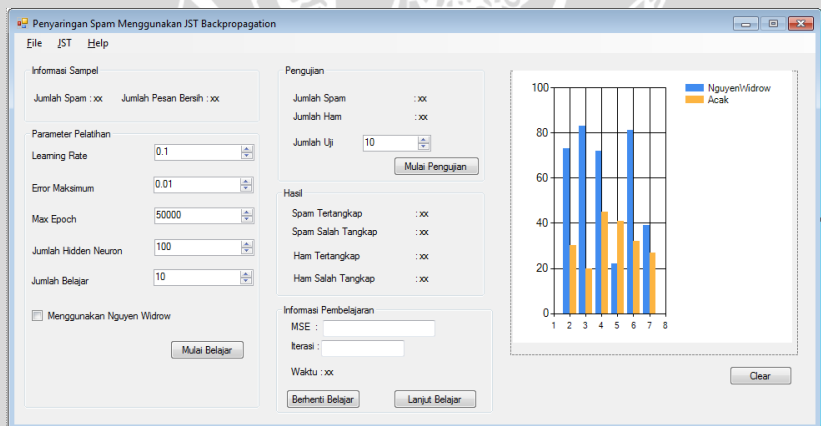 Penyaringan Spam Menggunakan JST Backpropagation
File JST Help
Informasi Sampel
Jumlah Spam : xx Jumlah Pesan Bersih : xx
Parameter Pelatihan
Learning Rate 0.1
Error Maksimum 0.01
Max Epoch 50000
Jumlah Hidden Neuron 100
Jumlah Belajar 10
Menggunakan Nguyen Widrow
Mulai Belajar
Pengujian
Jumlah Spam : xx
Jumlah Ham : xx
Jumlah Uji 10
Mulai Pengujian
Hasil
Spam Tertangkap : xx
Spam Salah Tangkap : xx
Ham Tertangkap : xx
Ham Salah Tangkap : xx
Informasi Pembelajaran
MSE :
Iterasi :
Waktu : xx
Berhenti Belajar Lanjut Belajar
NguyenWidrow
Acak
100
80
60
40
20
0
1 2 3 4 5 6 7 8
Clear